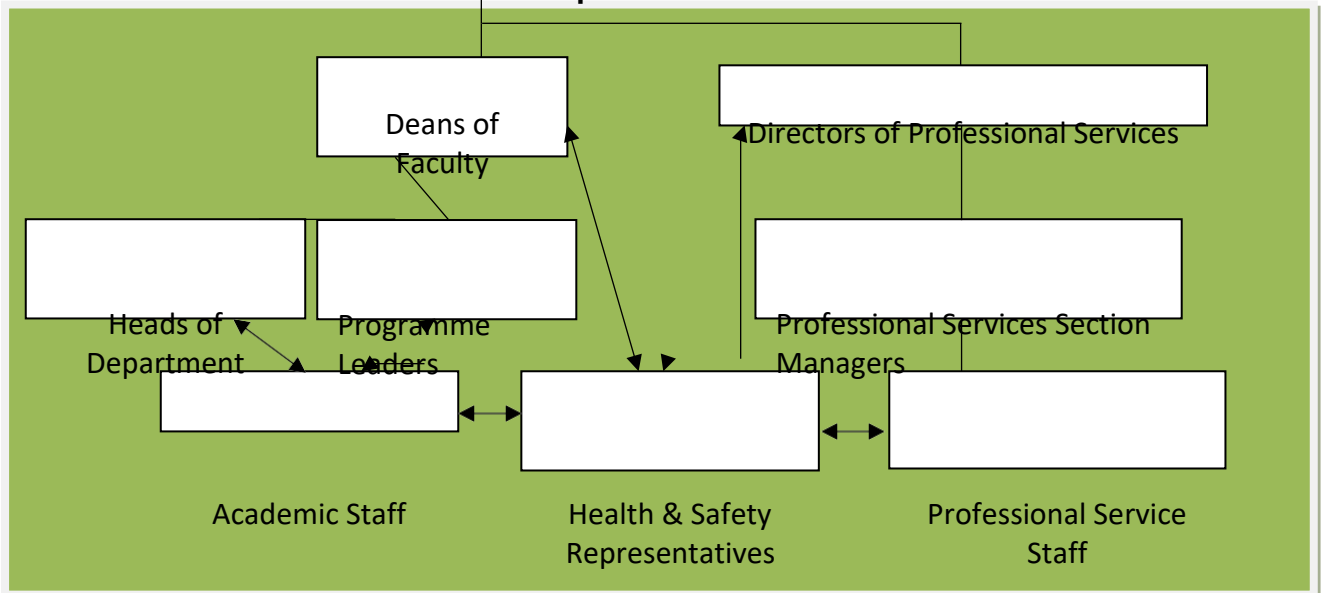 Deans of
Faculty
Directors of Professional Services
Heads of
Department
Programme
Leaders
Professional Services Section
Managers
Academic Staff
Health & Safety
Representatives
Professional Service
Staff